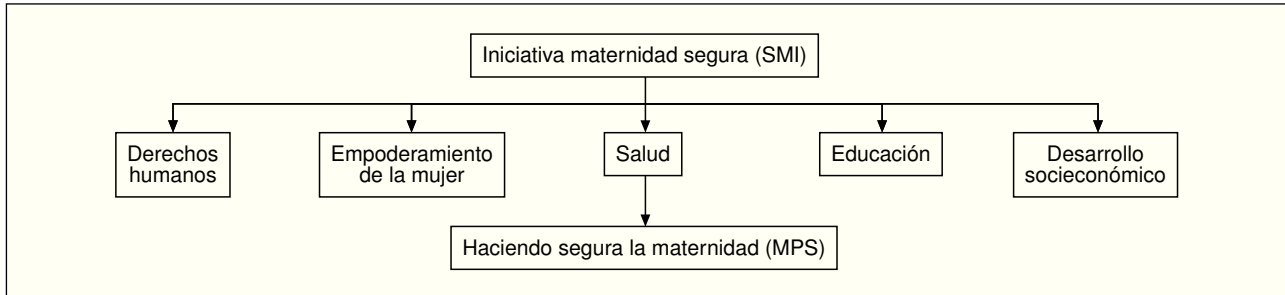 Iniciativa maternidad segura (SMI)
Derechos
humanos
Empoderamiento
de la mujer
Salud
Educación
Desarrollo
socieconómico
Haciendo segura la maternidad (MPS)